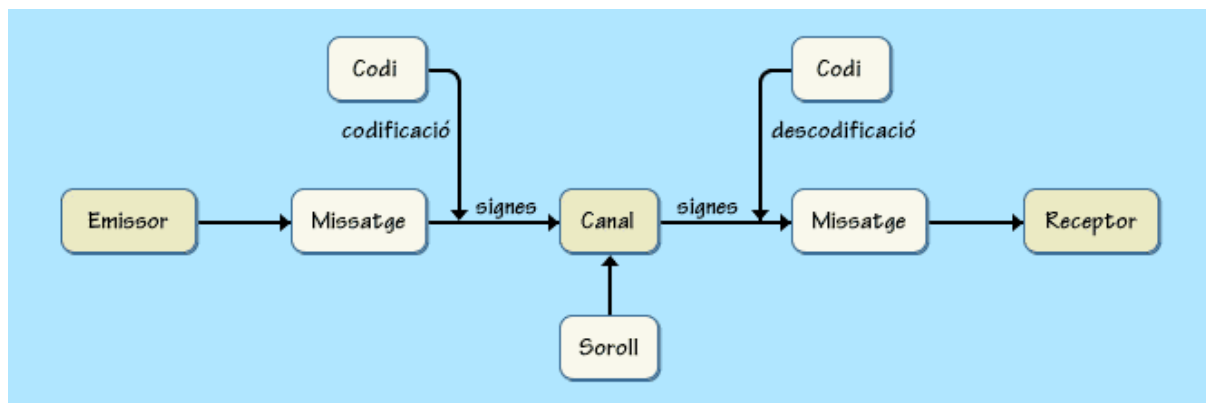 Codi
Codi
codificació
descodificació
Emissor
Missatge
signes
Canal
signes
Missatge
Receptor
Soroll